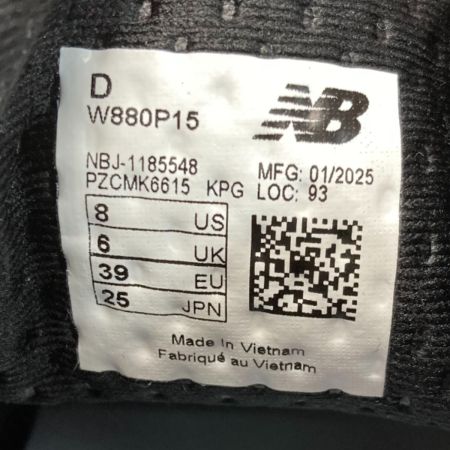 D
NB
W880P15
NBJ-1185548
MFG: 01/2025
PZCMK6615 KPG LOC: 93
8 US
6 UK
39 EU
25 JPN
Made In Vietnam
Fabriqué au Vietnam